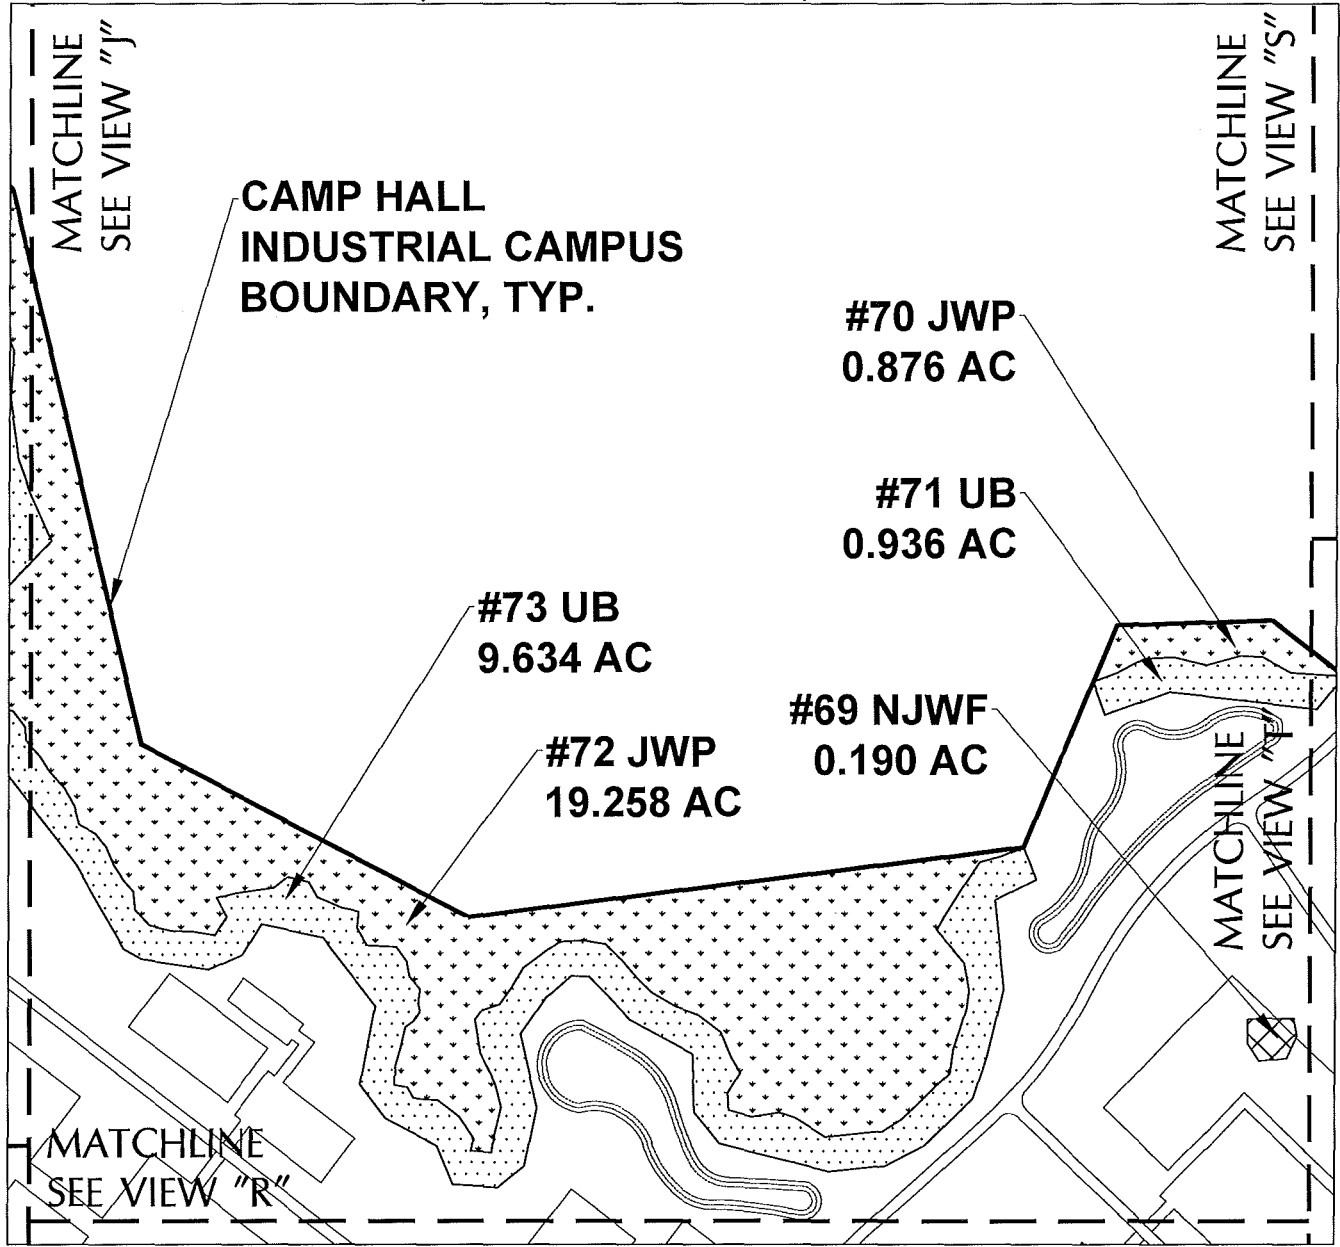 MATCHLINE
SEE VIEW "J"
MATCHLINE
SEE VIEW "S"
CAMP HALL
INDUSTRIAL CAMPUS
BOUNDARY, TYP.
#70 JWP
0.876 AC
#71 UB
0.936 AC
#73 UB
9.634 AC
#69 NJWF
0.190 AC
#72 JWP
19.258 AC
MATCHLINE
SEE VIEW "T"
MATCHLINE
SEE VIEW "R"